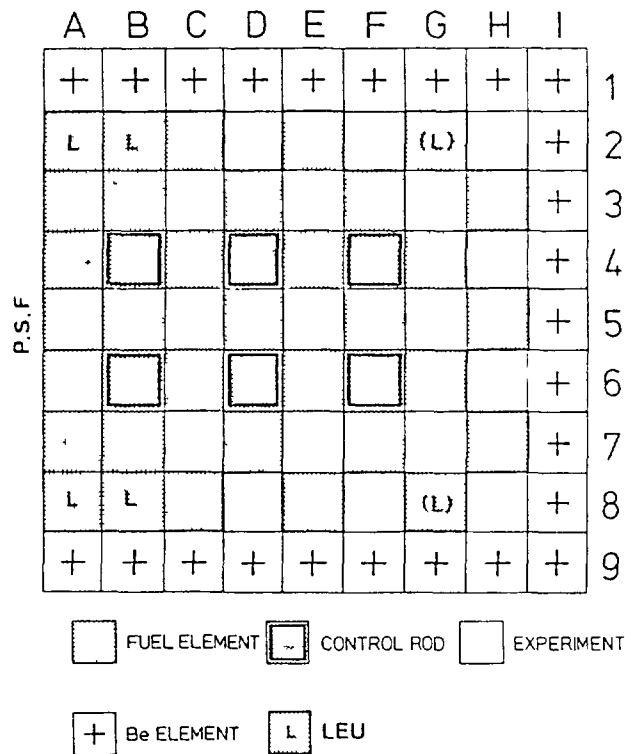 A B C D E F G H I
+ + + + + + + + + 1
L L (L) + 2
+ 3
+ 4
P.S.F
+ 5
+ 6
+ 7
L L (L) + 8
+ + + + + + + + + 9
FUEL ELEMENT CONTROL ROD EXPERIMENT
+ Be ELEMENT L LEU